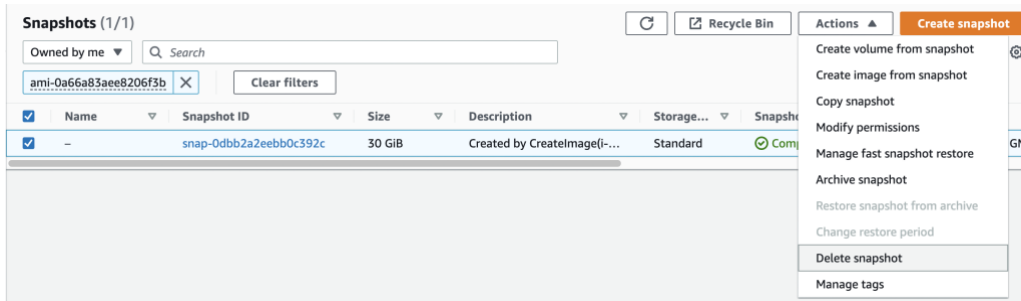 Snapshots (1/1)
Recycle Bin
Actions
Create snapshot
Owned by me
Search
ami-0a66a83aee8206f3b
Clear filters
Name
Snapshot ID
Size
Description
Storage...
Snapsho
–
snap-0dbb2a2eebb0c392c
30 GiB
Created by CreateImage(i-...
Standard
Comp
GM
Create volume from snapshot
Create image from snapshot
Copy snapshot
Modify permissions
Manage fast snapshot restore
Archive snapshot
Restore snapshot from archive
Change restore period
Delete snapshot
Manage tags